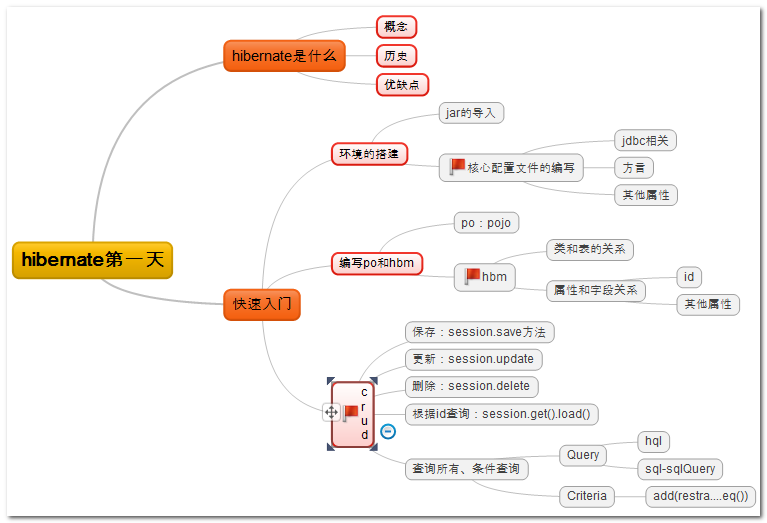 hibernate第一天
hibernate是什么
概念
历史
优缺点
快速入门
环境的搭建
jar的导入
核心配置文件的编写
jdbc相关
方言
其他属性
编写po和hbm
po：pojo
hbm
类和表的关系
属性和字段关系
id
其他属性
c
r
u
d
保存：session.save方法
更新：session.update
删除：session.delete
根据id查询：session.get().load()
查询所有、条件查询
Query
hql
sql-sqlQuery
Criteria
add(restra....eq())